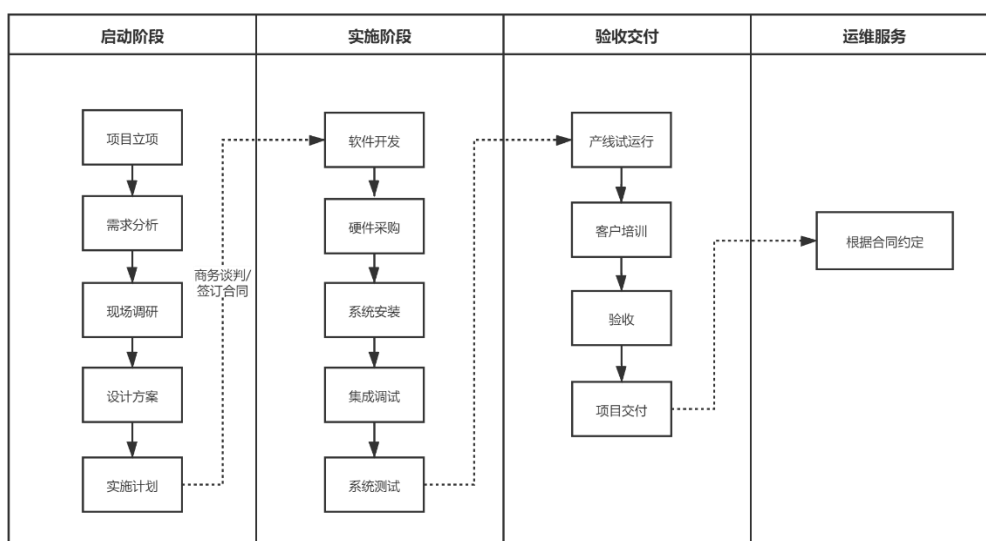 启动阶段
实施阶段
验收交付
运维服务
项目立项
需求分析
现场调研
设计方案
实施计划
商务谈判/
签订合同
软件开发
硬件采购
系统安装
集成调试
系统测试
产线试运行
客户培训
验收
项目交付
根据合同约定